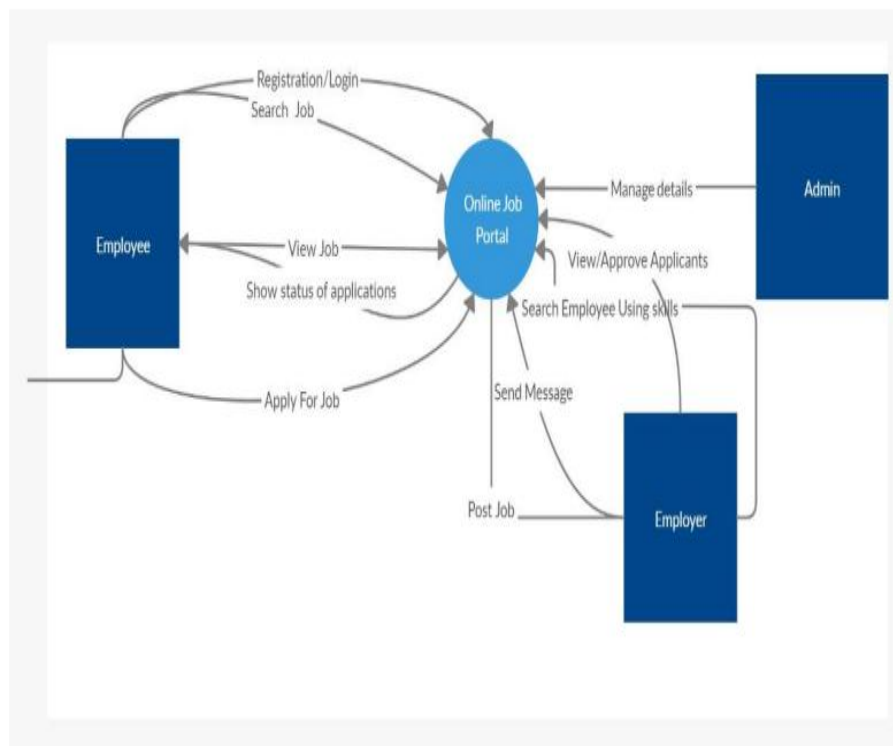 Registration/Login
Search Job
Online Job
Portal
Manage details
Admin
Employee
View Job
View/Approve Applicants
Show status of applications
Search Employee Using skills
Apply For Job
Send Message
Post Job
Employer